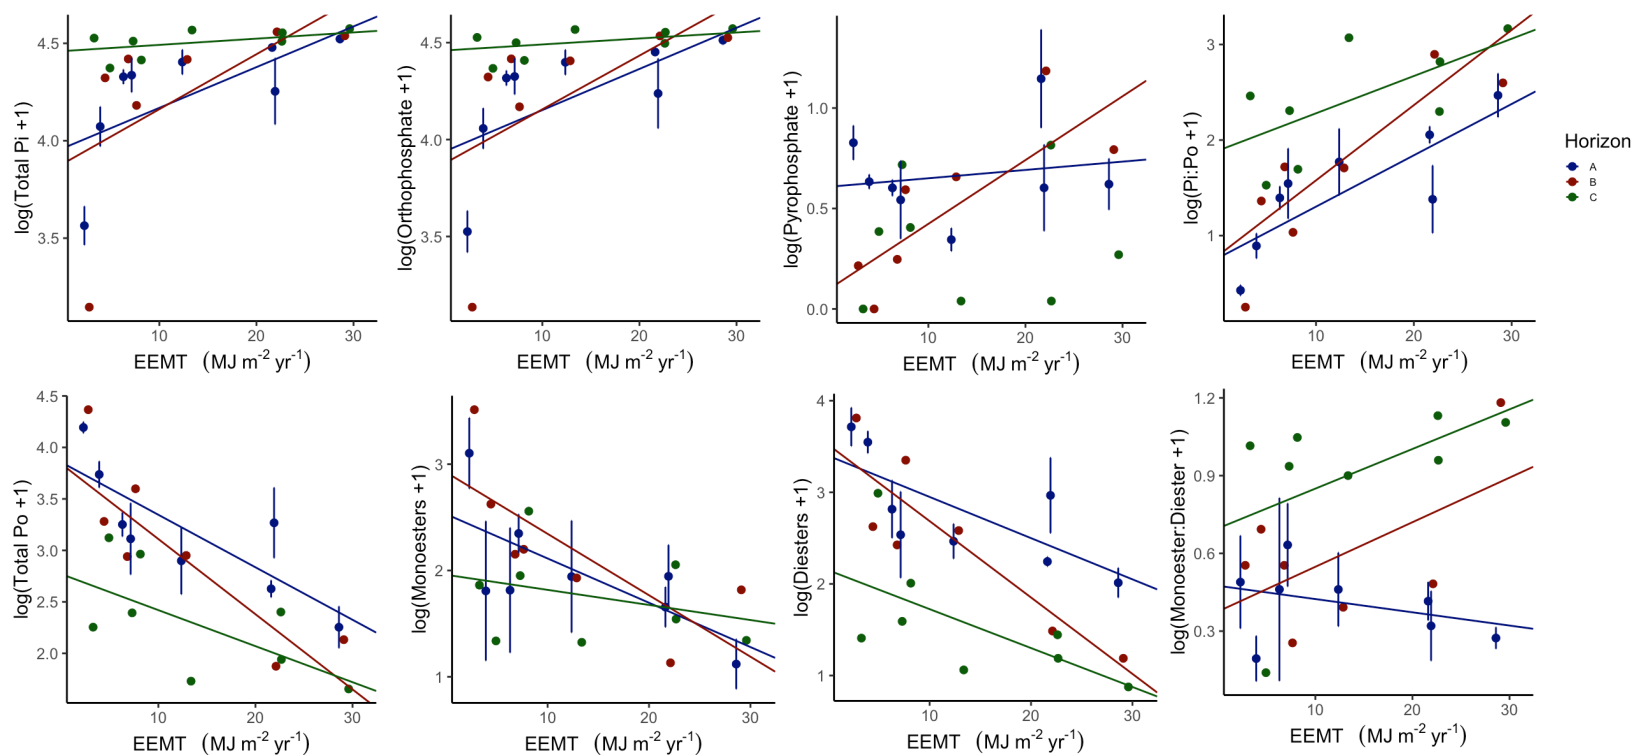 log(Total Pi +1)
4.5
4.0
3.5
10 20 30
EEMT (MJ m⁻² yr⁻¹)
log(Orthophosphate +1)
4.5
4.0
3.5
10 20 30
EEMT (MJ m⁻² yr⁻¹)
log(Pyrophosphate +1)
1.0
0.5
0.0
10 20 30
EEMT (MJ m⁻² yr⁻¹)
log(Pi:Po +1)
3
2
1
10 20 30
EEMT (MJ m⁻² yr⁻¹)
Horizon
A
B
C
log(Total Po +1)
4.5
4.0
3.5
3.0
2.5
2.0
10 20 30
EEMT (MJ m⁻² yr⁻¹)
log(Monoesters +1)
3
2
1
10 20 30
EEMT (MJ m⁻² yr⁻¹)
log(Diesters +1)
4
3
2
1
10 20 30
EEMT (MJ m⁻² yr⁻¹)
log(Monoester:Diester +1)
1.2
0.9
0.6
0.3
10 20 30
EEMT (MJ m⁻² yr⁻¹)